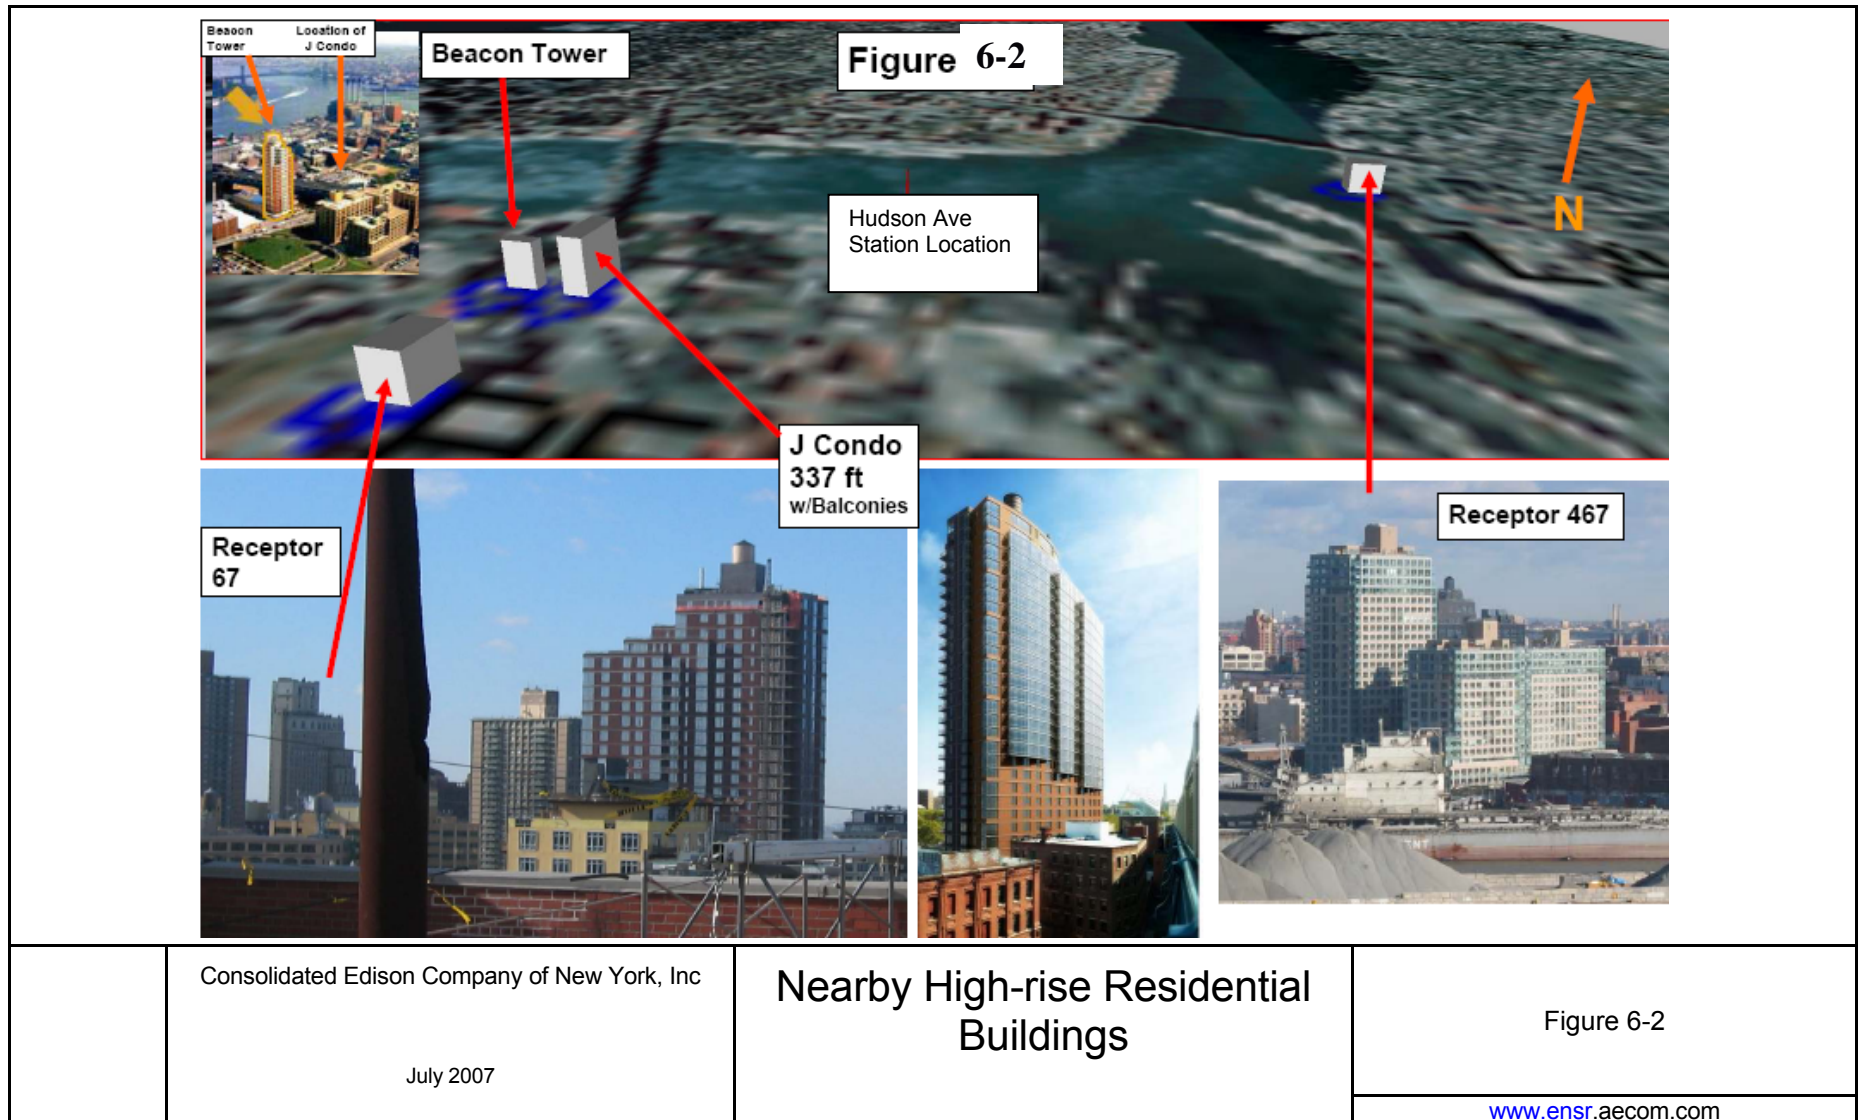 Beacon
Tower
Location of
J Condo
Beacon Tower
Figure 6-2
N
Hudson Ave
Station Location
J Condo
337 ft
w/Balconies
Receptor
67
Receptor 467
Consolidated Edison Company of New York, Inc
July 2007
Nearby High-rise Residential
Buildings
Figure 6-2
www.ensr.aecom.com